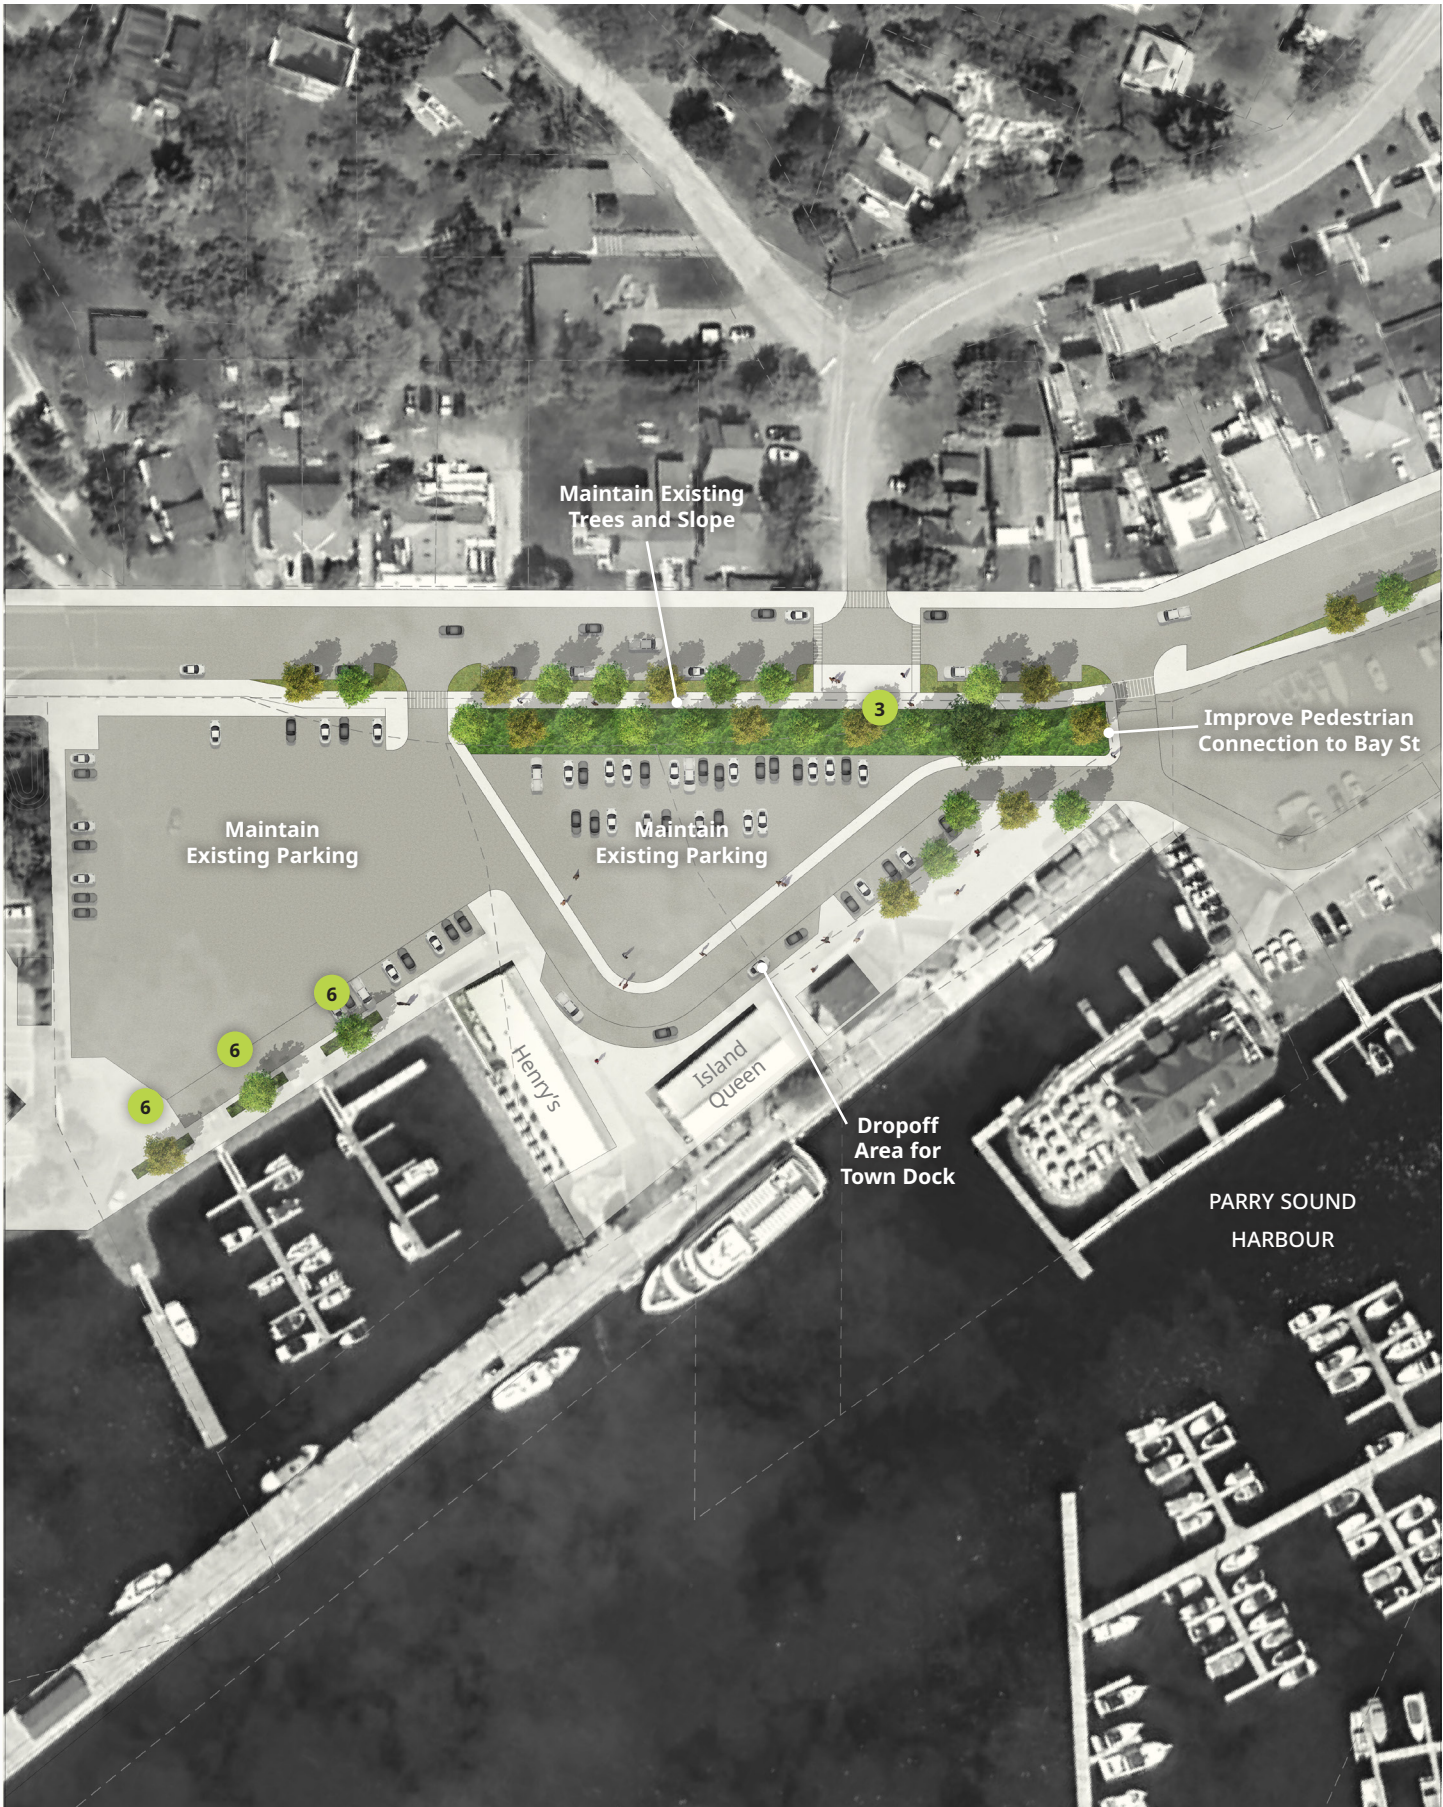 Maintain Existing
Trees and Slope
3
Improve Pedestrian
Connection to Bay St
Maintain
Existing Parking
Maintain
Existing Parking
6
6
6
Henry's
Island
Queen
Dropoff
Area for
Town Dock
PARRY SOUND
HARBOUR